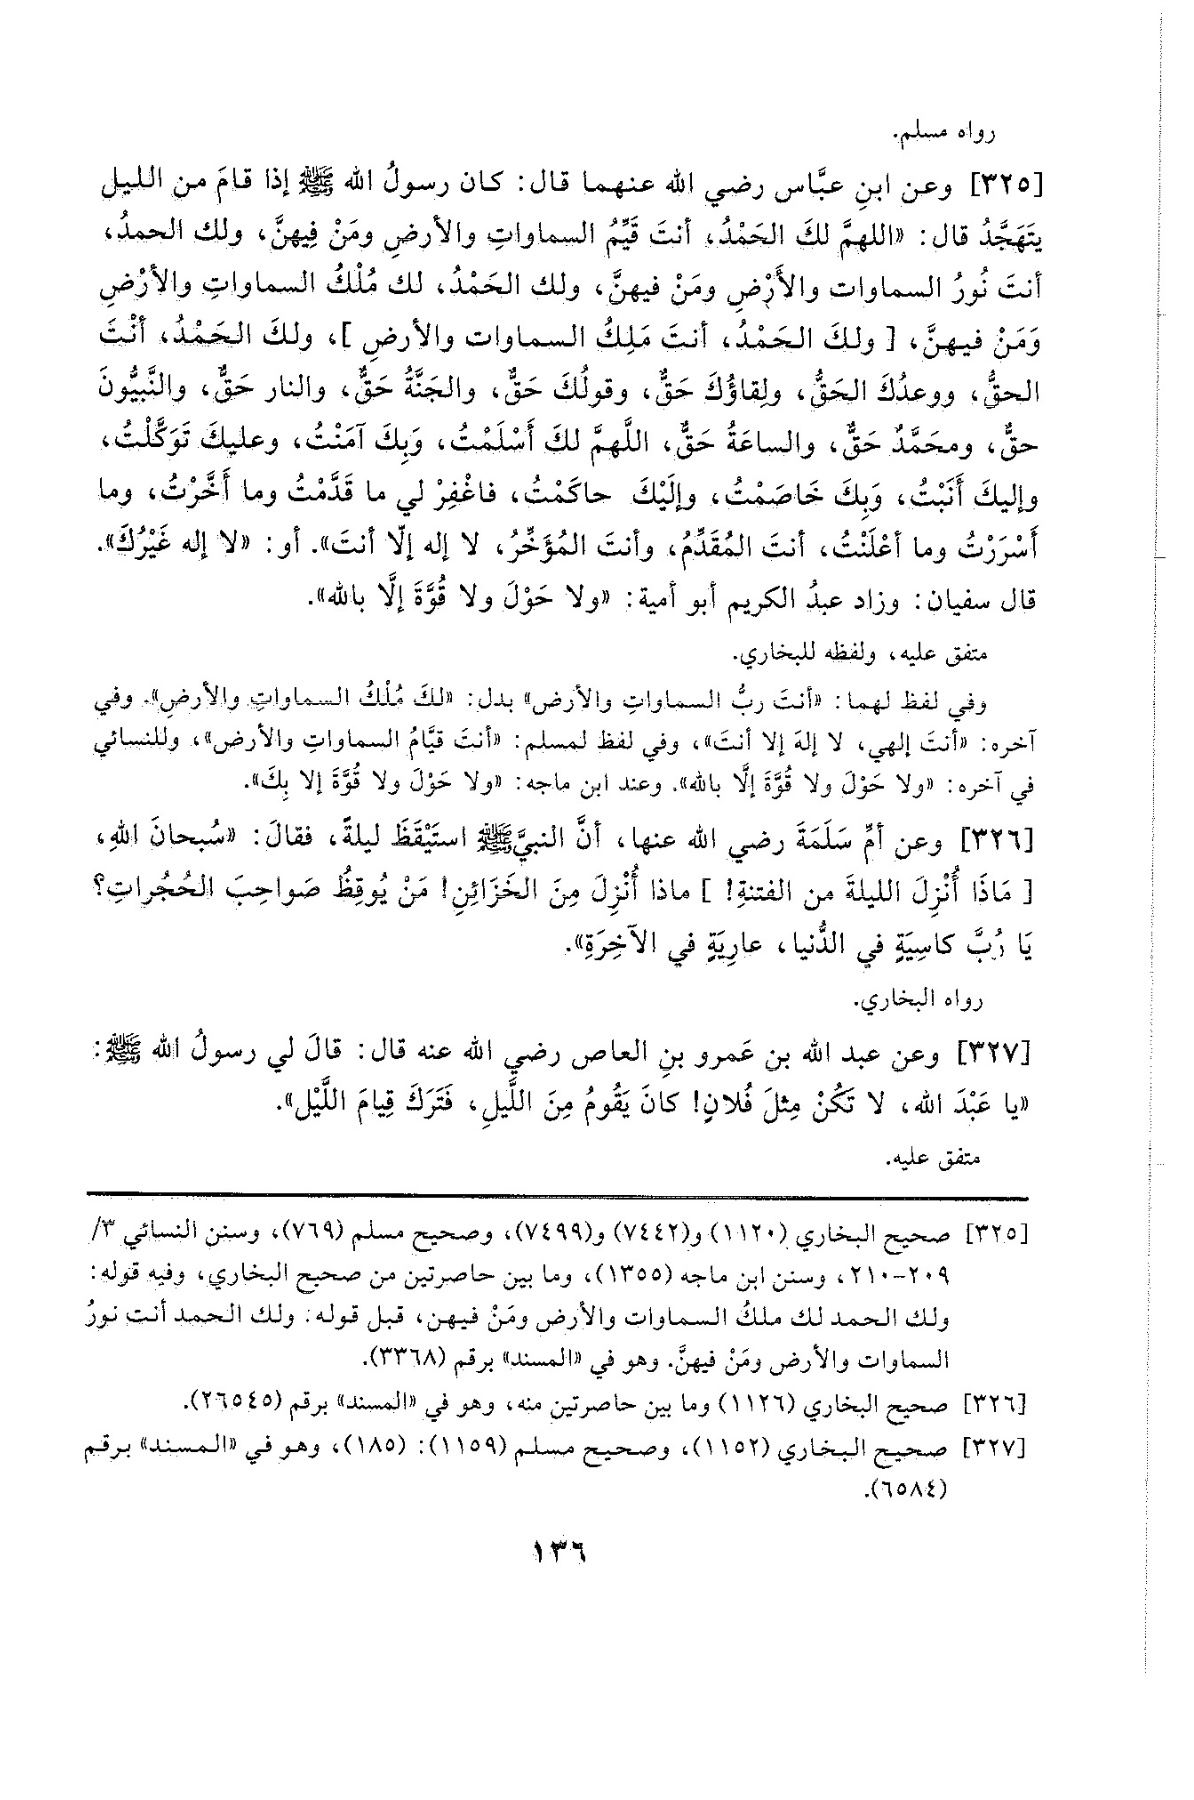 رواه مسلم.
[٣٢٥] وعن ابنِ عبَّاس رضي الله عنهما قال: كان رسولُ الله ﷺ إذا قامَ من الليل
يتَهَجَّدُ قال: «اللهمَّ لكَ الحَمْدُ، أنتَ قَيِّمُ السماواتِ والأرضِ ومَنْ فِيهنَّ، ولك الحمدُ،
أنتَ نُورُ السماوات والأَرْضِ ومَنْ فيهنَّ، ولك الحَمْدُ، لك مُلْكُ السماواتِ والأرْضِ
وَمَنْ فيهنَّ، [ ولكَ الحَمْدُ، أنتَ مَلِكُ السماوات والأرضِ ]، ولكَ الحَمْدُ، أنْتَ
الحقُّ، ووعدُكَ الحَقُّ، ولِقاؤُكَ حَقٌّ، وقولُكَ حَقٌّ، والجَنَّةُ حَقٌّ، والنار حَقٌّ، والنَّبيُّونَ
حقٌّ، ومحَمَّدٌ حَقٌّ، والساعَةُ حَقٌّ، اللَّهمَّ لكَ أَسْلَمْتُ، وَبِكَ آمَنْتُ، وعليكَ تَوَكَّلْتُ،
وإليكَ أَنَبْتُ، وَبِكَ خَاصَمْتُ، وإلَيْكَ حاكَمْتُ، فاغْفِرْ لي ما قَدَّمْتُ وما أَخَّرْتُ، وما
أَسْرَرْتُ وما أعْلَنْتُ، أنتَ المُقَدِّمُ، وأنتَ المُؤَخِّرُ، لا إله إلّا أنتَ». أو: «لا إله غَيْرُكَ».
قال سفيان: وزاد عبدُ الكريم أبو أمية: «ولا حَوْلَ ولا قُوَّةَ إلَّا بالله».
متفق عليه، ولفظه للبخاري.
وفي لفظ لهما: «أنتَ ربُّ السماواتِ والأرض» بدل: «لكَ مُلْكُ السماواتِ والأرضِ». وفي
آخره: «أنتَ إلهي، لا إلهَ إلا أنتَ»، وفي لفظ لمسلم: «أنتَ قيَّامُ السماواتِ والأرض»، وللنسائي
في آخره: «ولا حَوْلَ ولا قُوَّةَ إلَّا بالله». وعند ابن ماجه: «ولا حَوْلَ ولا قُوَّةَ إلا بِكَ».
[٣٢٦] وعن أمِّ سَلَمَةَ رضي الله عنها، أنَّ النبيَّ ﷺ استَيْقَظَ ليلةً، فقالَ: «سُبحانَ اللهِ،
[ مَاذَا أُنْزِلَ الليلةَ من الفتنةِ! ] ماذا أُنْزِلَ مِنَ الخَزَائِنِ! مَنْ يُوقِظُ صَواحِبَ الحُجُراتِ؟
يَا رُبَّ كاسِيَةٍ في الدُّنيا، عارِيَةٍ في الآخِرَةِ».
رواه البخاري.
[٣٢٧] وعن عبد الله بن عَمرو بنِ العاص رضي الله عنه قال: قالَ لي رسولُ الله ﷺ:
«يا عَبْدَ الله، لا تَكُنْ مِثلَ فُلانٍ! كانَ يَقُومُ مِنَ اللَّيلِ، فَتَرَكَ قِيامَ اللَّيْل».
متفق عليه.
[٣٢٥] صحيح البخاري (١١٢٠) و(٧٤٤٢) و(٧٤٩٩)، وصحيح مسلم (٧٦٩)، وسنن النسائي ٣/
٢٠٩-٢١٠، وسنن ابن ماجه (١٣٥٥)، وما بين حاصرتين من صحيح البخاري، وفيه قوله:
ولك الحمد لك ملكُ السماوات والأرض ومَنْ فيهن، قبل قوله: ولك الحمد أنت نورُ
السماوات والأرض ومَنْ فيهنَّ. وهو في «المسند» برقم (٣٣٦٨).
[٣٢٦] صحيح البخاري (١١٢٦) وما بين حاصرتين منه، وهو في «المسند» برقم (٢٦٥٤٥).
[٣٢٧] صحيح البخاري (١١٥٢)، وصحيح مسلم (١١٥٩): (١٨٥)، وهو في «المسند» برقم
(٦٥٨٤).
١٣٦